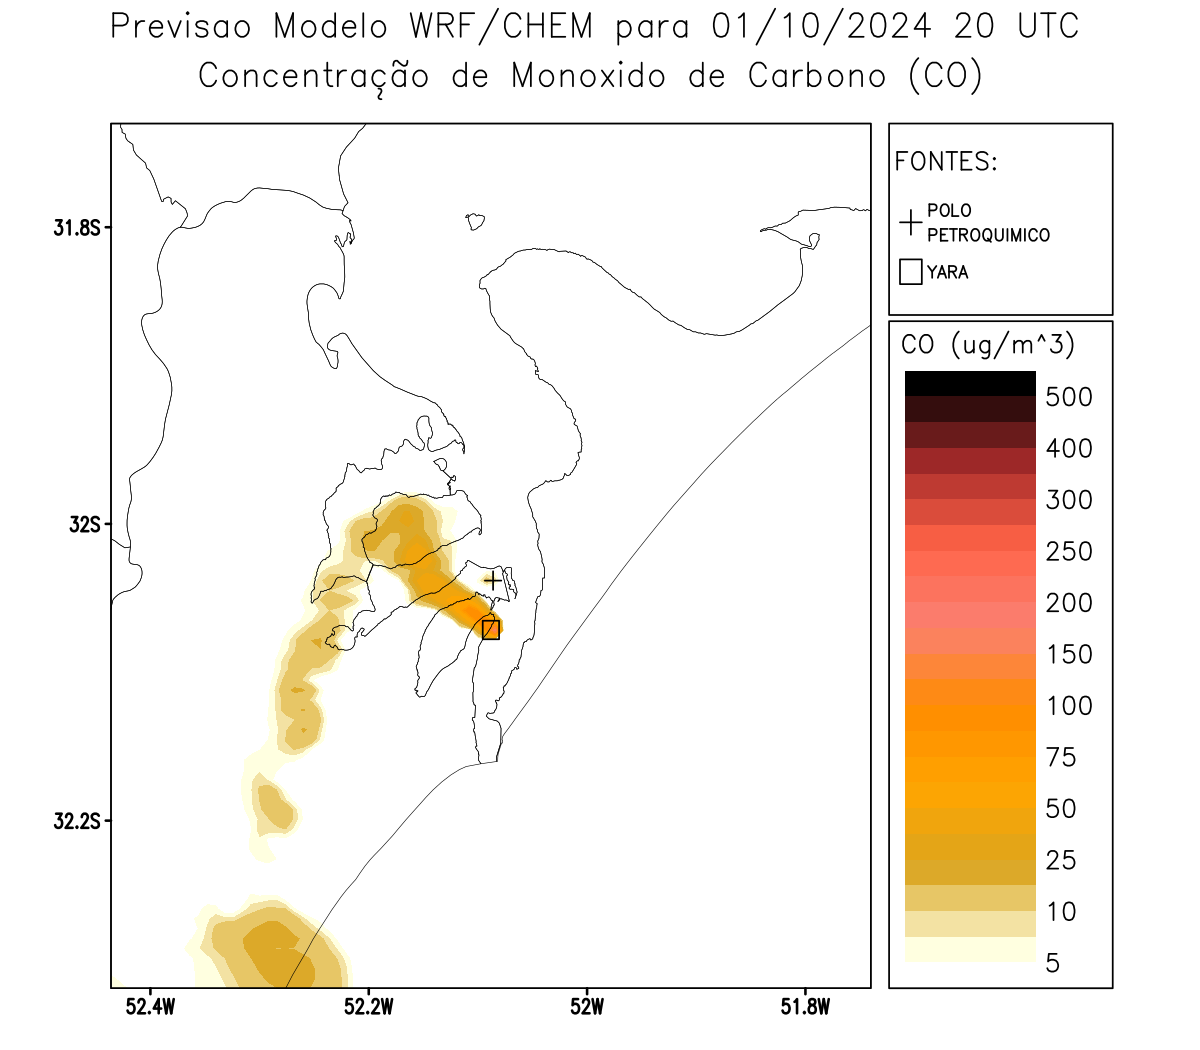 Previsao Modelo WRF/CHEM para 01/10/2024 20 UTC
Concentração de Monoxido de Carbono (CO)
FONTES:
POLO
PETROQUIMICO
YARA
CO (ug/m^3)
500
400
300
250
200
150
100
75
50
25
10
5
31.8S
32S
32.2S
52.4W
52.2W
52W
51.8W